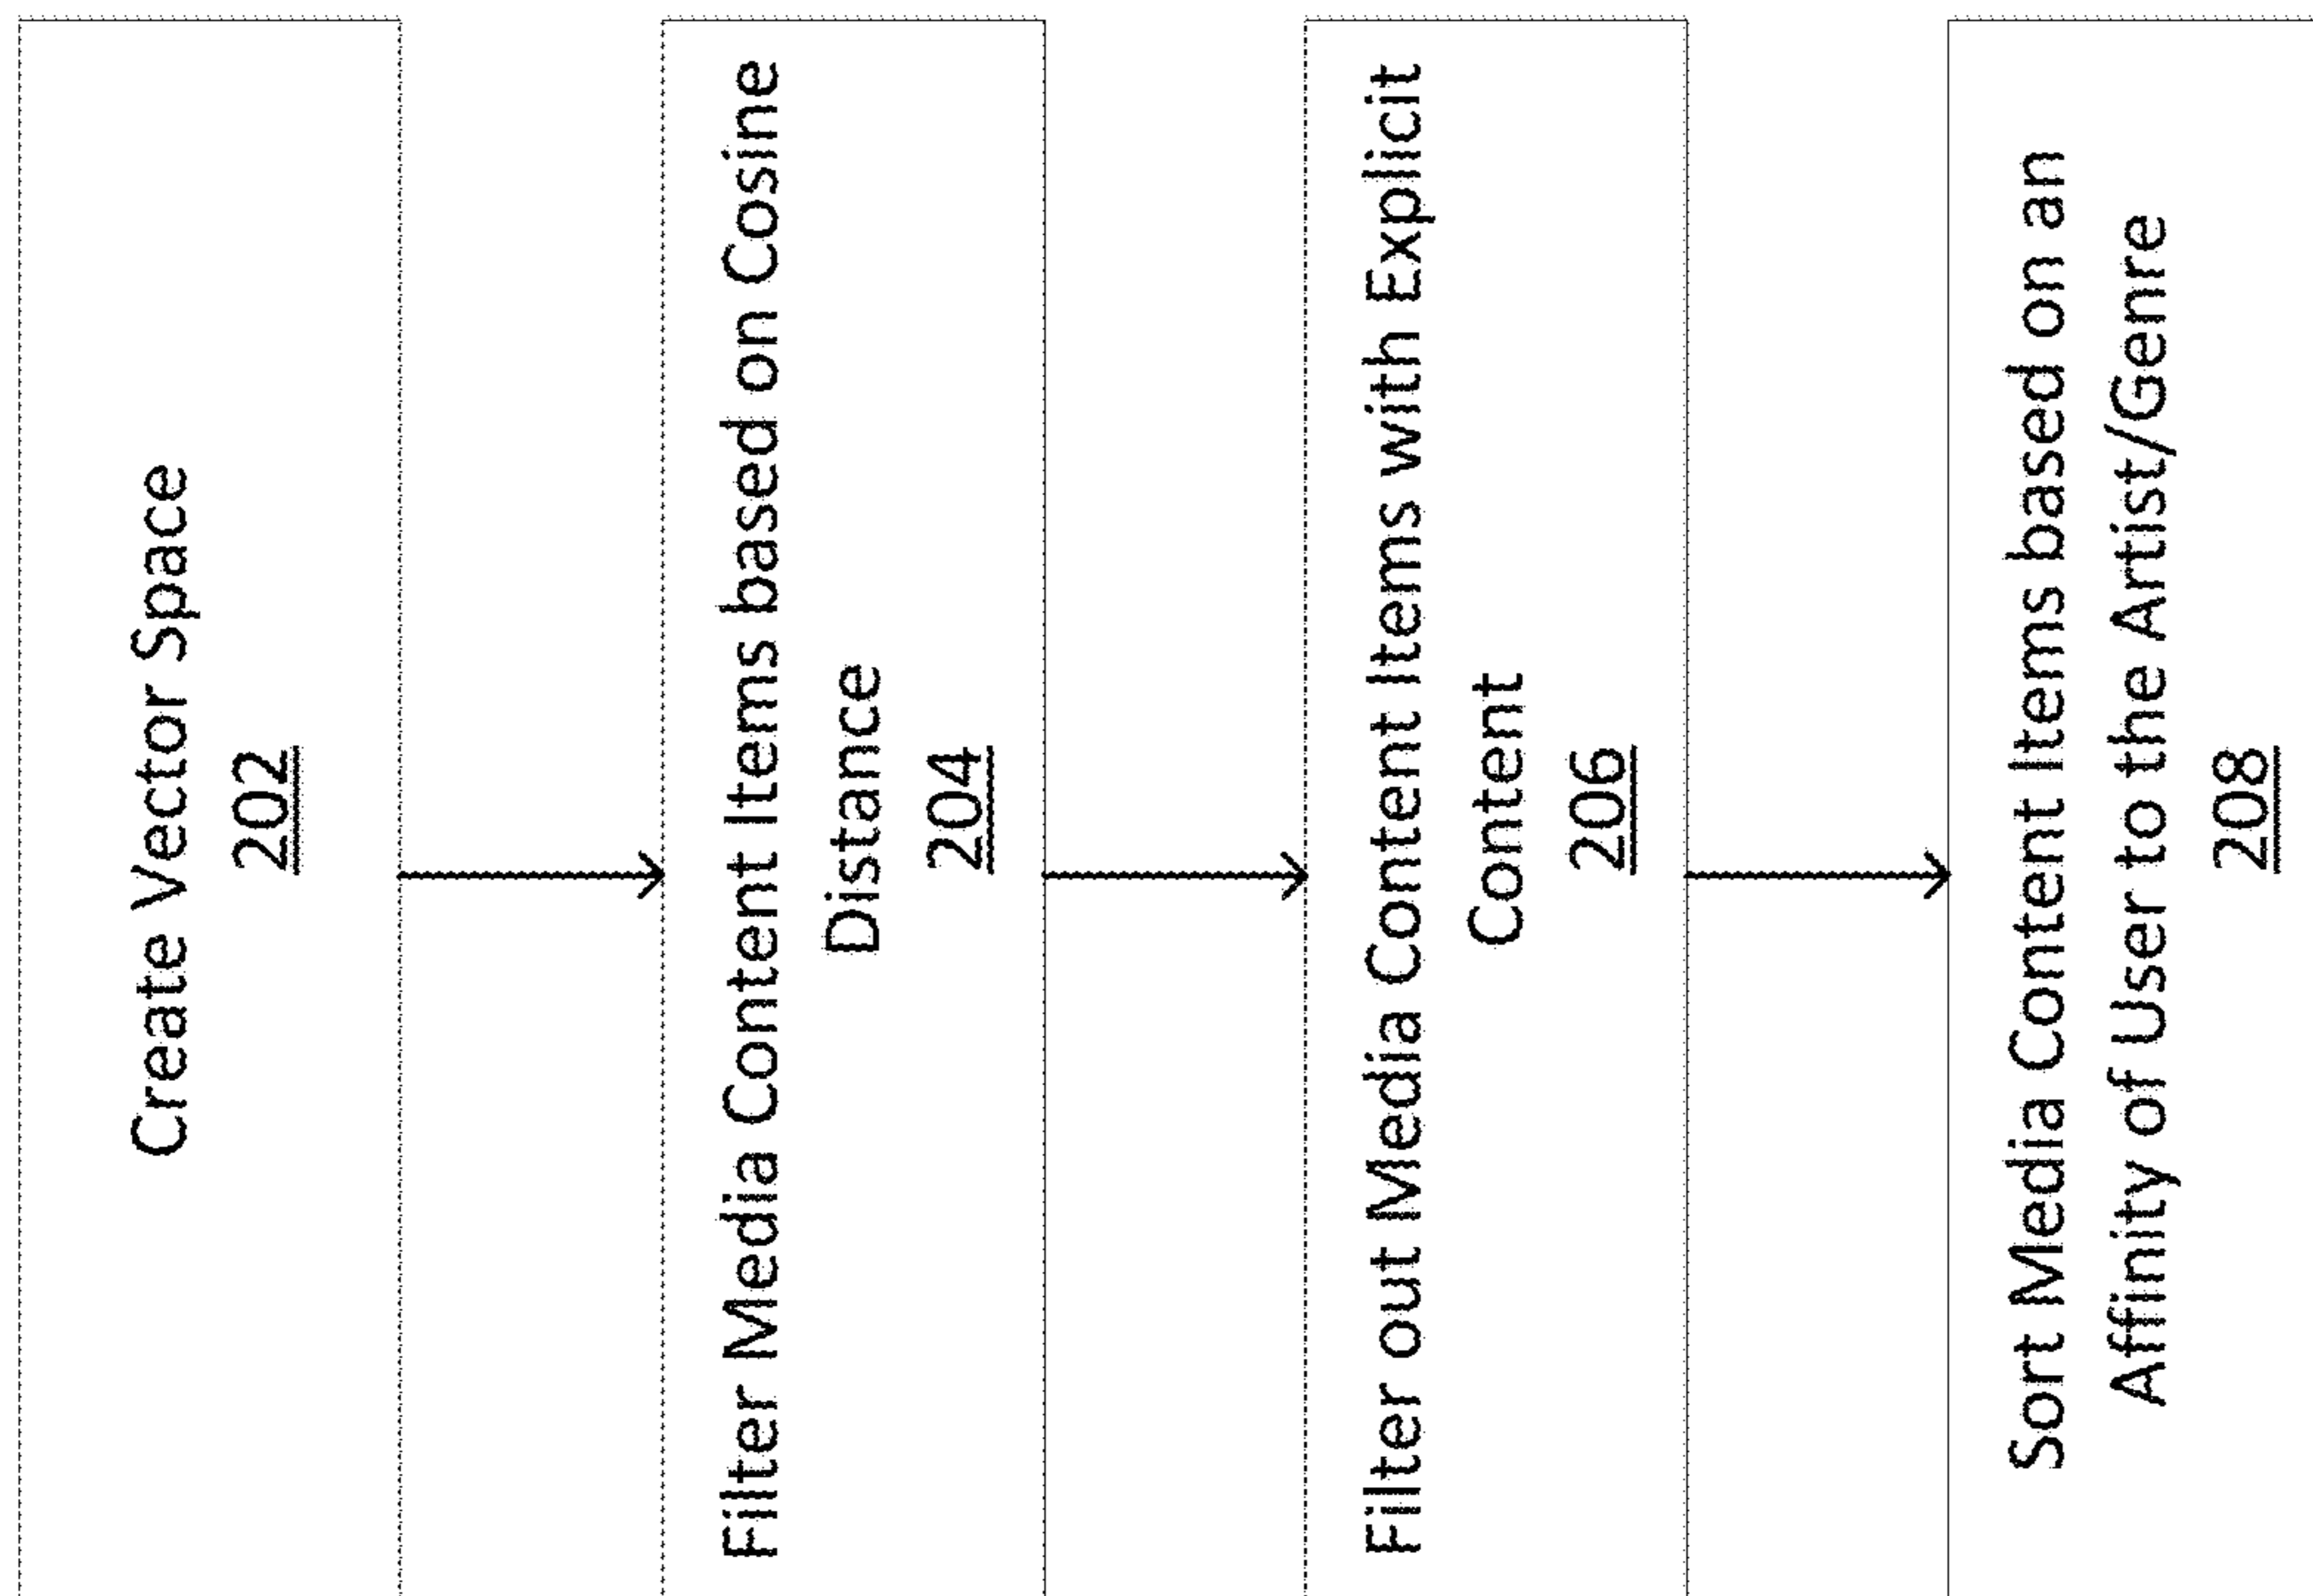 Create Vector Space
202
Filter Media Content Items based on Cosine
Distance
204
Filter out Media Content Items with Explicit
Content
206
Sort Media Content Items based on an
Affinity of User to the Artist/Genre
208